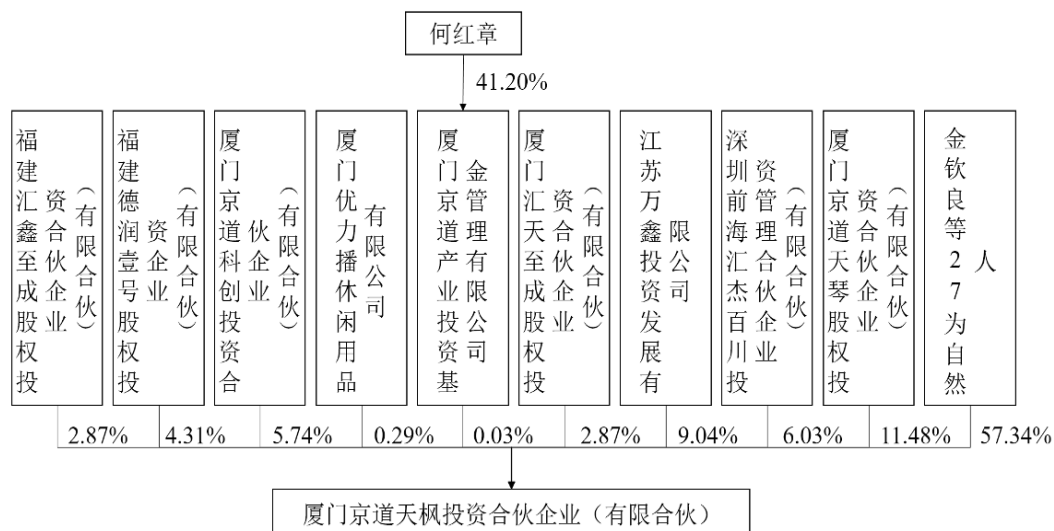 何红章
41.20%
福建汇鑫至成股权投
资合伙企业
（有限合伙）
福建德润壹号股权投
资企业
（有限合伙）
厦门京道科创投资合
伙企业
（有限合伙）
厦门优力播休闲用品
有限公司
厦门京道产业投资基
金管理有限公司
厦门汇天至成股权投
资合伙企业
（有限合伙）
江苏万鑫投资发展有
限公司
深圳前海汇杰百川投
资管理合伙企业
（有限合伙）
厦门京道天琴股权投
资合伙企业
（有限合伙）
金钦良等27为自然
人
2.87%
4.31%
5.74%
0.29%
0.03%
2.87%
9.04%
6.03%
11.48%
57.34%
厦门京道天枫投资合伙企业（有限合伙）